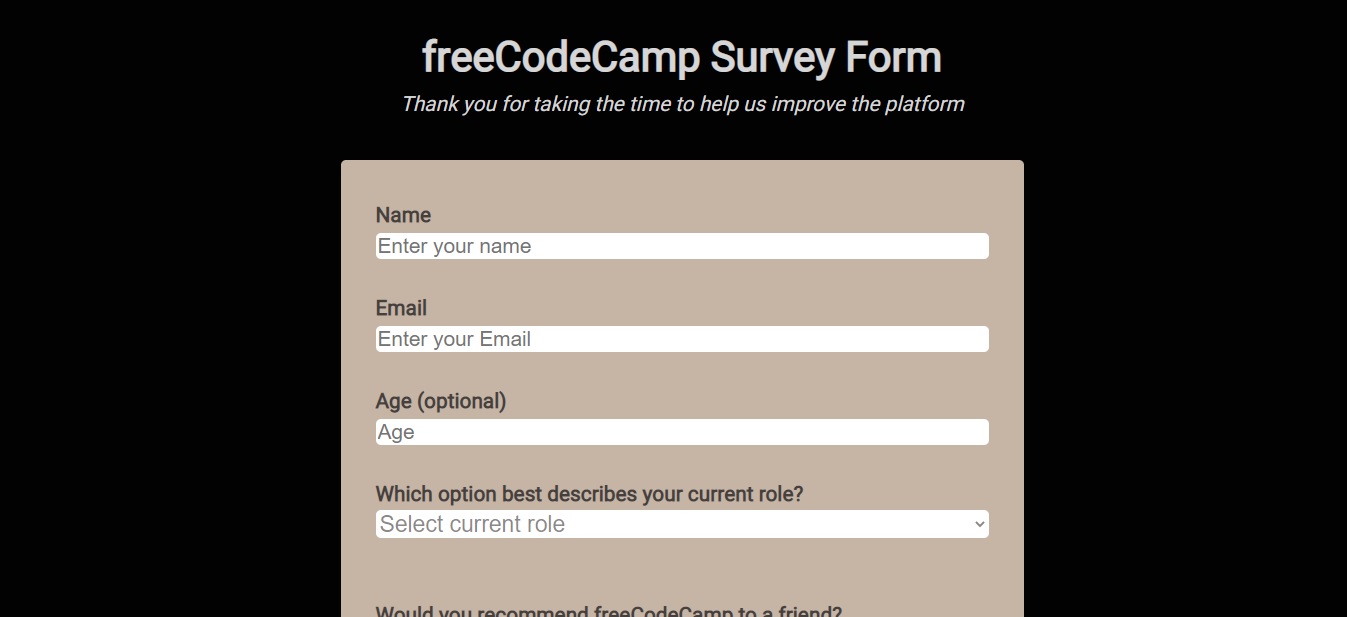 freeCodeCamp Survey Form
Thank you for taking the time to help us improve the platform
Name
Enter your name
Email
Enter your Email
Age (optional)
Age
Which option best describes your current role?
Select current role
Would you recommend freeCodeCamp to a friend?